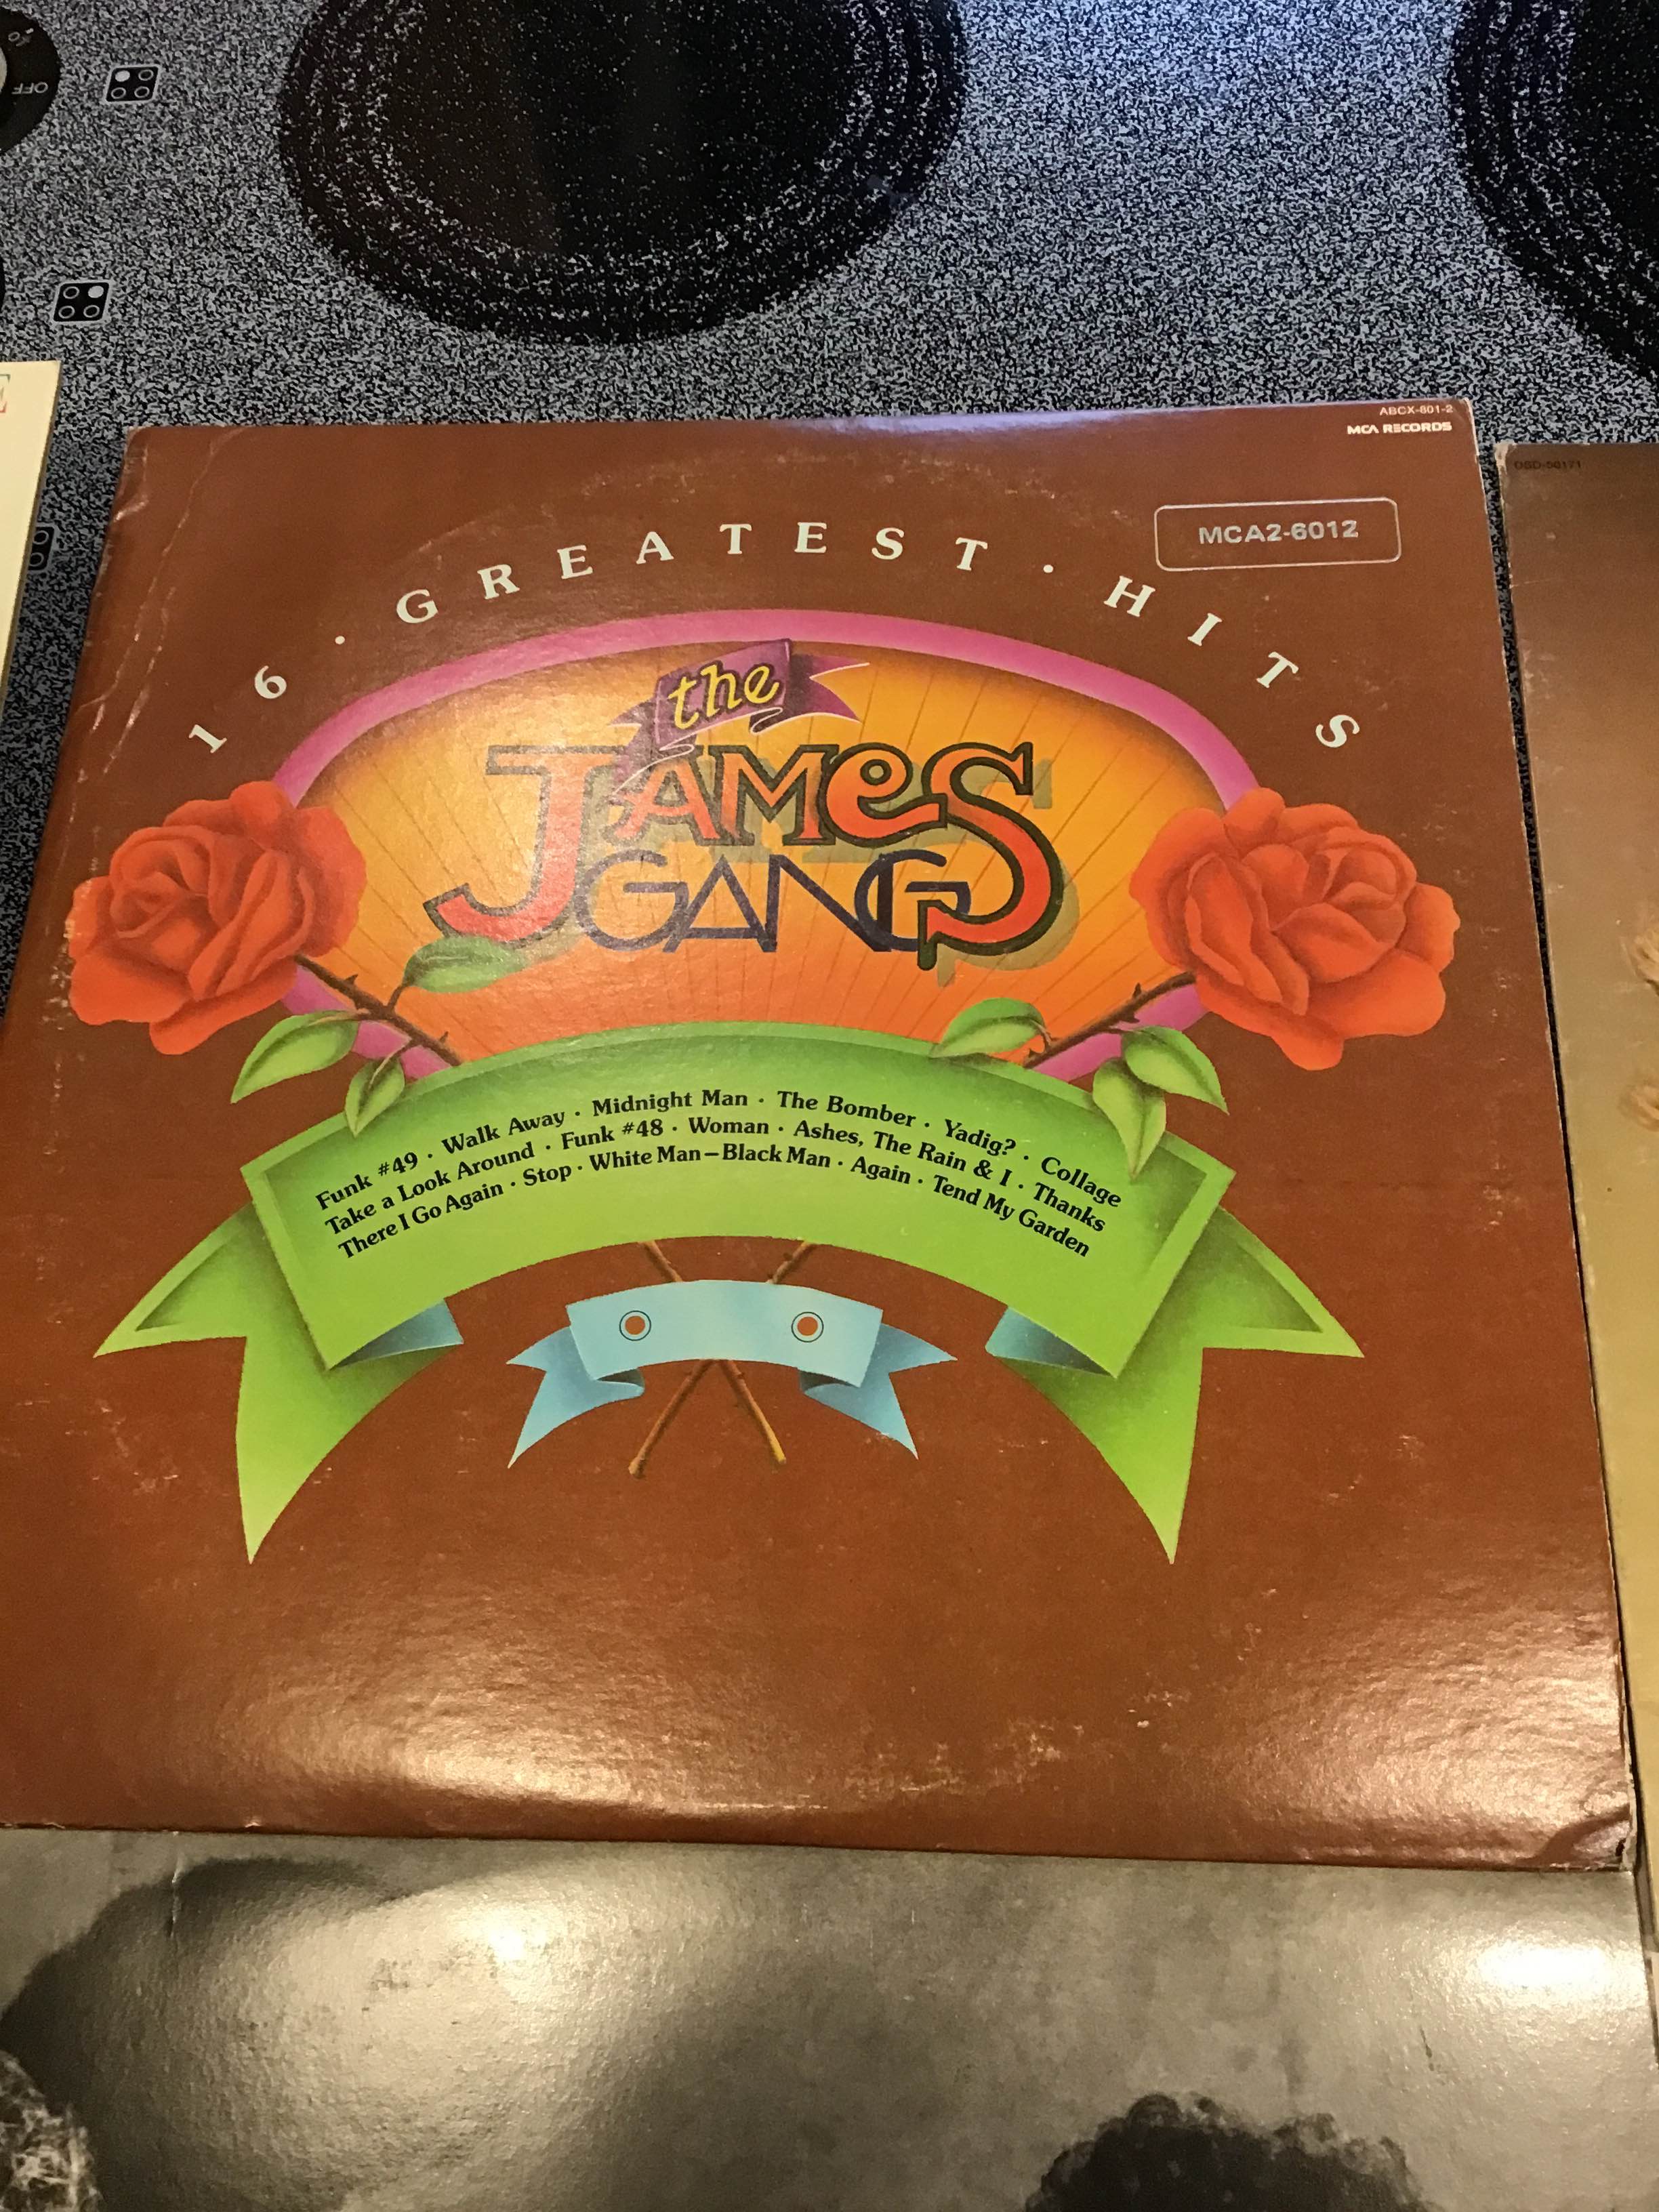 OFF
ABCX-801-2
MCA RECORDS
MCA2-6012
16 · GREATEST · HITS
the
JAMES
GANG
Funk #49 · Walk Away · Midnight Man · The Bomber · Yadig? · Collage
Take a Look Around · Funk #48 · Woman · Ashes, The Rain & I · Thanks
There I Go Again · Stop · White Man–Black Man · Again · Tend My Garden